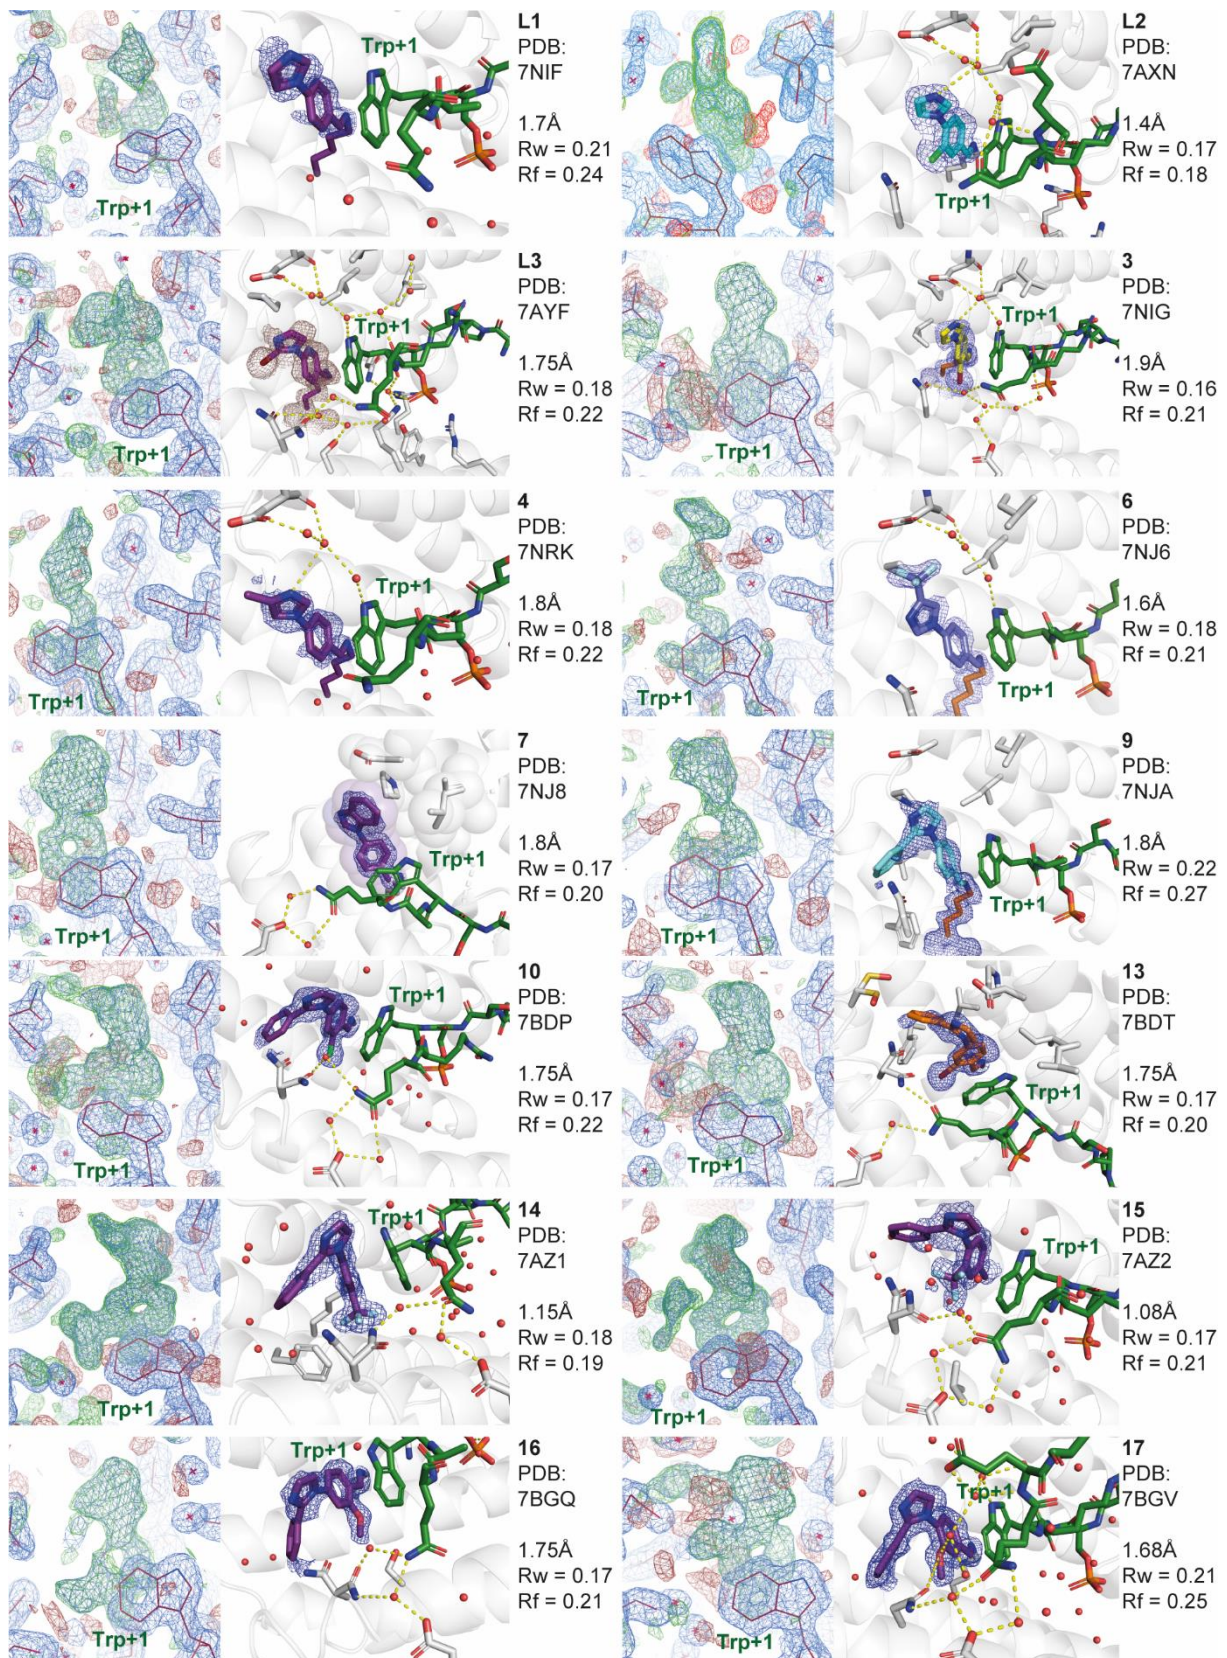 Trp+1
Trp+1
L1
PDB:
7NIF
1.7Å
Rw = 0.21
Rf = 0.24
Trp+1
L2
PDB:
7AXN
1.4Å
Rw = 0.17
Rf = 0.18
Trp+1
Trp+1
L3
PDB:
7AYF
1.75Å
Rw = 0.18
Rf = 0.22
Trp+1
Trp+1
3
PDB:
7NIG
1.9Å
Rw = 0.16
Rf = 0.21
Trp+1
Trp+1
4
PDB:
7NRK
1.8Å
Rw = 0.18
Rf = 0.22
Trp+1
Trp+1
6
PDB:
7NJ6
1.6Å
Rw = 0.18
Rf = 0.21
Trp+1
Trp+1
7
PDB:
7NJ8
1.8Å
Rw = 0.17
Rf = 0.20
Trp+1
Trp+1
9
PDB:
7NJA
1.8Å
Rw = 0.22
Rf = 0.27
Trp+1
Trp+1
10
PDB:
7BDP
1.75Å
Rw = 0.17
Rf = 0.22
Trp+1
Trp+1
13
PDB:
7BDT
1.75Å
Rw = 0.17
Rf = 0.20
Trp+1
Trp+1
14
PDB:
7AZ1
1.15Å
Rw = 0.18
Rf = 0.19
Trp+1
Trp+1
15
PDB:
7AZ2
1.08Å
Rw = 0.17
Rf = 0.21
Trp+1
Trp+1
16
PDB:
7BGQ
1.75Å
Rw = 0.17
Rf = 0.21
Trp+1
Trp+1
17
PDB:
7BGV
1.68Å
Rw = 0.21
Rf = 0.25